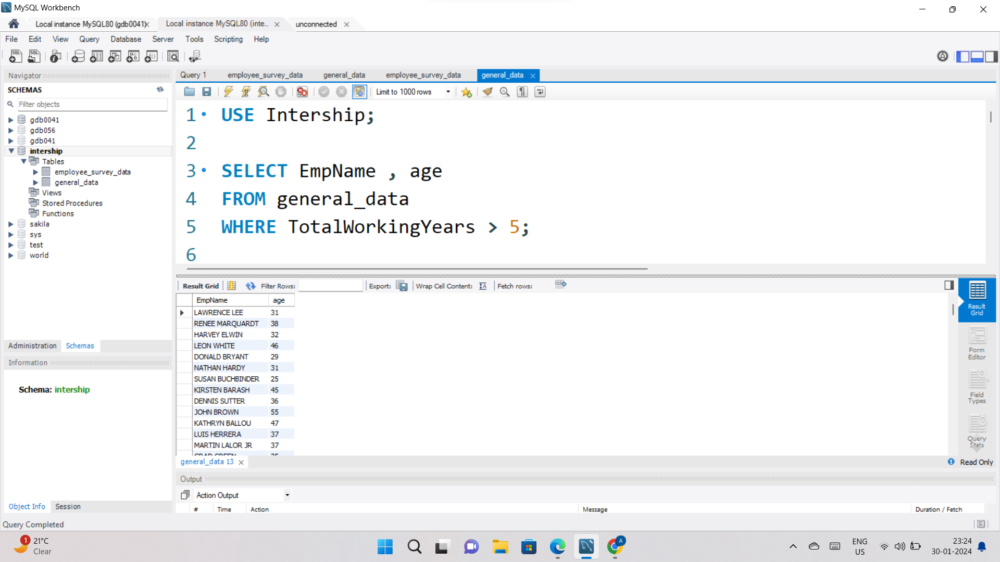 MySQL Workbench
Local instance MySQL80 (gdb0041) Local instance MySQL80 (inte... unconnected
File Edit View Query Database Server Tools Scripting Help
Navigator
SCHEMAS
Filter objects
gdb0041
gdb056
gdb041
intership
Tables
employee_survey_data
general_data
Views
Stored Procedures
Functions
sakila
sys
test
world
Administration Schemas
Information
Schema: intership
Object Info Session
Query 1 employee_survey_data general_data employee_survey_data general_data
Limit to 1000 rows
1 USE Intership;
2
3 SELECT EmpName , age
4 FROM general_data
5 WHERE TotalWorkingYears > 5;
6
Result Grid Filter Rows: Export: Wrap Cell Content: Fetch rows:
EmpName age
LAWRENCE LEE 31
RENEE MARQUARDT 38
HARVEY ELWIN 32
LEON WHITE 46
DONALD BRYANT 29
NATHAN HARDY 31
SUSAN BUCHBINDER 25
KIRSTEN BARASH 45
DENNIS SUTTER 36
JOHN BROWN 55
KATHRYN BALLOU 47
LUIS HERRERA 37
MARTIN LALOR JR 37
Result
Grid
Form
Editor
Field
Types
Query
Stats
general_data 13
Read Only
Output
Action Output
# Time Action Message Duration / Fetch
Query Completed
1
21°C
Clear
A
ENG
US
23:24
30-01-2024